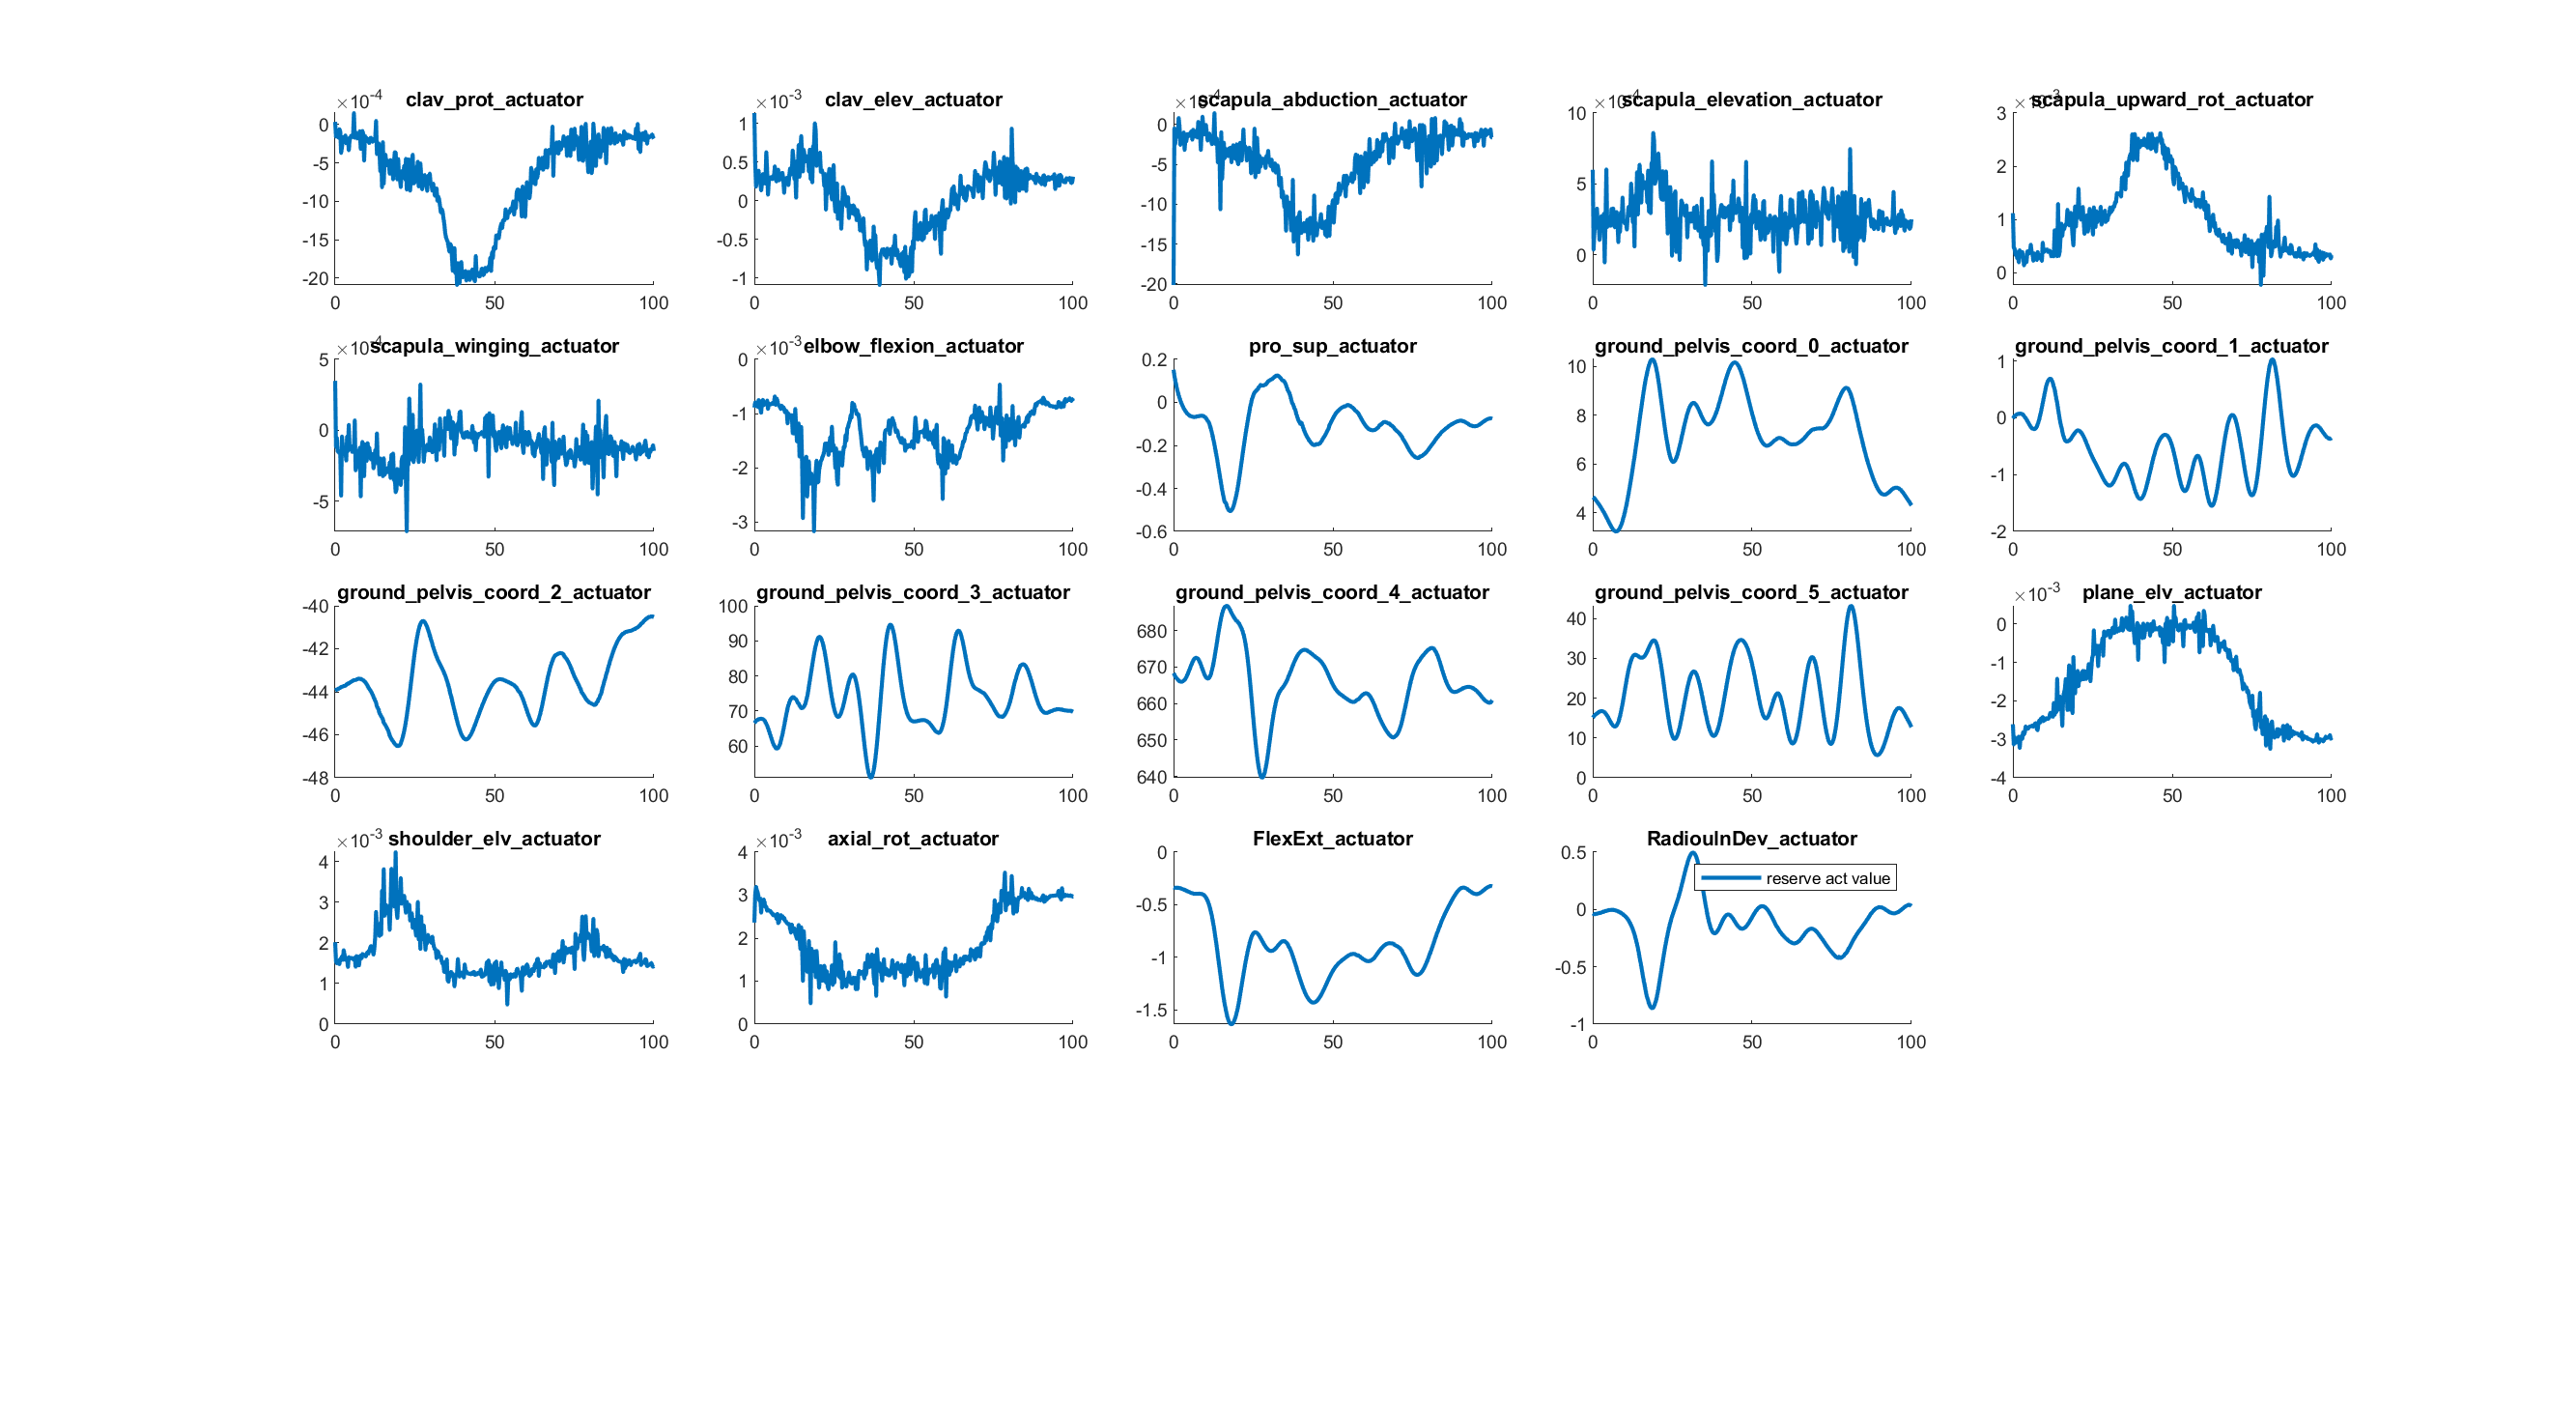 ×10-4 clav_prot_actuator
0
-5
-10
-15
-20
0 50 100
×10-3 clav_elev_actuator
1
0.5
0
-0.5
-1
0 50 100
×10-4 scapula_abduction_actuator
0
-5
-10
-15
-20
0 50 100
×10-4 scapula_elevation_actuator
10
5
0
0 50 100
×10-3 scapula_upward_rot_actuator
3
2
1
0
0 50 100
×10-4 scapula_winging_actuator
5
0
-5
0 50 100
×10-3 elbow_flexion_actuator
0
-1
-2
-3
0 50 100
pro_sup_actuator
0.2
0
-0.2
-0.4
-0.6
0 50 100
ground_pelvis_coord_0_actuator
10
8
6
4
0 50 100
ground_pelvis_coord_1_actuator
1
0
-1
-2
0 50 100
ground_pelvis_coord_2_actuator
-40
-42
-44
-46
-48
0 50 100
ground_pelvis_coord_3_actuator
100
90
80
70
60
0 50 100
ground_pelvis_coord_4_actuator
680
670
660
650
640
0 50 100
ground_pelvis_coord_5_actuator
40
30
20
10
0
0 50 100
×10-3 plane_elv_actuator
0
-1
-2
-3
-4
0 50 100
×10-3 shoulder_elv_actuator
4
3
2
1
0
0 50 100
×10-3 axial_rot_actuator
4
3
2
1
0
0 50 100
FlexExt_actuator
0
-0.5
-1
-1.5
0 50 100
RadioulnDev_actuator
0.5
0
-0.5
-1
0 50 100
reserve act value